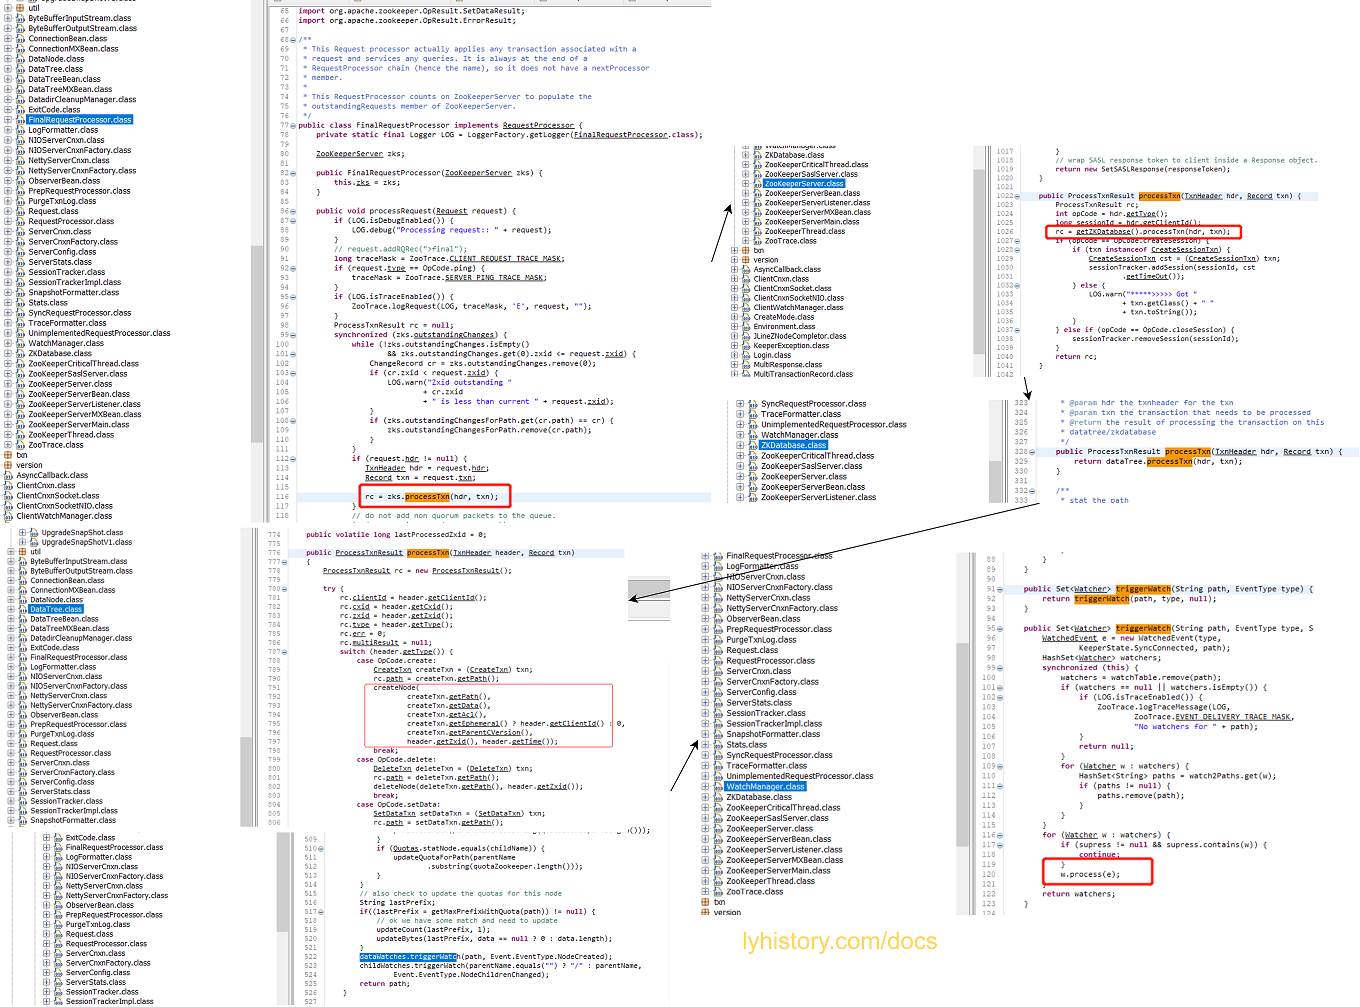 util
ByteBufferInputStream.class
ByteBufferOutputStream.class
ConnectionBean.class
ConnectionMXBean.class
DataNode.class
DataTree.class
DataTreeBean.class
DataTreeMXBean.class
DatadirCleanupManager.class
ExitCode.class
FinalRequestProcessor.class
LogFormatter.class
NIOServerCnxn.class
NIOServerCnxnFactory.class
NettyServerCnxn.class
NettyServerCnxnFactory.class
ObserverBean.class
PrepRequestProcessor.class
PurgeTxnLog.class
Request.class
RequestProcessor.class
ServerCnxn.class
ServerCnxnFactory.class
ServerConfig.class
ServerStats.class
SessionTracker.class
SessionTrackerImpl.class
SnapshotFormatter.class
Stats.class
SyncRequestProcessor.class
TraceFormatter.class
UnimplementedRequestProcessor.class
WatchManager.class
ZKDatabase.class
ZooKeeperCriticalThread.class
ZooKeeperSaslServer.class
ZooKeeperServer.class
ZooKeeperServerBean.class
ZooKeeperServerListener.class
ZooKeeperServerMXBean.class
ZooKeeperServerMain.class
ZooKeeperThread.class
ZooTrace.class
txn
version
AsyncCallback.class
ClientCnxn.class
ClientCnxnSocket.class
ClientCnxnSocketNIO.class
ClientWatchManager.class
65 import org.apache.zookeeper.OpResult.SetDataResult;
66 import org.apache.zookeeper.OpResult.ErrorResult;
67
68 /**
69 * This Request processor actually applies any transaction associated with a
70 * request and services any queries. It is always at the end of a
71 * RequestProcessor chain (hence the name), so it does not have a nextProcessor
72 * member.
73 *
74 * This RequestProcessor counts on ZooKeeperServer to populate the
75 * outstandingRequests member of ZooKeeperServer.
76 */
77 public class FinalRequestProcessor implements RequestProcessor {
78 private static final Logger LOG = LoggerFactory.getLogger(FinalRequestProcessor.class);
79
80 ZooKeeperServer zks;
81
82 public FinalRequestProcessor(ZooKeeperServer zks) {
83 this.zks = zks;
84 }
85
86 public void processRequest(Request request) {
87 if (LOG.isDebugEnabled()) {
88 LOG.debug("Processing request:: " + request);
89 }
90 // request.addRQRec(">final");
91 long traceMask = ZooTrace.CLIENT_REQUEST_TRACE_MASK;
92 if (request.type == OpCode.ping) {
93 traceMask = ZooTrace.SERVER_PING_TRACE_MASK;
94 }
95 if (LOG.isTraceEnabled()) {
96 ZooTrace.logRequest(LOG, traceMask, 'E', request, "");
97 }
98 ProcessTxnResult rc = null;
99 synchronized (zks.outstandingChanges) {
100 while (!zks.outstandingChanges.isEmpty()
101 && zks.outstandingChanges.get(0).zxid <= request.zxid) {
102 ChangeRecord cr = zks.outstandingChanges.remove(0);
103 if (cr.zxid < request.zxid) {
104 LOG.warn("Zxid outstanding "
105 + cr.zxid
106 + " is less than current " + request.zxid);
107 }
108 if (zks.outstandingChangesForPath.get(cr.path) == cr) {
109 zks.outstandingChangesForPath.remove(cr.path);
110 }
111 }
112 if (request.hdr != null) {
113 TxnHeader hdr = request.hdr;
114 Record txn = request.txn;
115
116 rc = zks.processTxn(hdr, txn);
117 }
118 // do not add non quorum packets to the queue.
ZKDatabase.class
ZooKeeperCriticalThread.class
ZooKeeperSaslServer.class
ZooKeeperServer.class
ZooKeeperServerBean.class
ZooKeeperServerListener.class
ZooKeeperServerMXBean.class
ZooKeeperServerMain.class
ZooKeeperThread.class
ZooTrace.class
txn
version
AsyncCallback.class
ClientCnxn.class
ClientCnxnSocket.class
ClientCnxnSocketNIO.class
ClientWatchManager.class
CreateMode.class
Environment.class
JLineZNodeCompletor.class
KeeperException.class
Login.class
MultiResponse.class
MultiTransactionRecord.class
1017 }
1018 // wrap SASL response token to client inside a Response object.
1019 return new SetSASLResponse(responseToken);
1020 }
1021
1022 public ProcessTxnResult processTxn(TxnHeader hdr, Record txn) {
1023 ProcessTxnResult rc;
1024 int opCode = hdr.getType();
1025 long sessionId = hdr.getClientId();
1026 rc = getZKDatabase().processTxn(hdr, txn);
1027 if (opCode == OpCode.createSession) {
1028 if (txn instanceof CreateSessionTxn) {
1029 CreateSessionTxn cst = (CreateSessionTxn) txn;
1030 sessionTracker.addSession(sessionId, cst
1031 .getTimeOut());
1032 } else {
1033 LOG.warn("*****>>>>> Got "
1034 + txn.getClass() + " "
1035 + txn.toString());
1036 }
1037 } else if (opCode == OpCode.closeSession) {
1038 sessionTracker.removeSession(sessionId);
1039 }
1040 return rc;
1041 }
1042
SyncRequestProcessor.class
TraceFormatter.class
UnimplementedRequestProcessor.class
WatchManager.class
ZKDatabase.class
ZooKeeperCriticalThread.class
ZooKeeperSaslServer.class
ZooKeeperServer.class
ZooKeeperServerBean.class
ZooKeeperServerListener.class
323 * @param hdr the txnheader for the txn
324 * @param txn the transaction that needs to be processed
325 * @return the result of processing the transaction on this
326 * datatree/zkdatabase
327 */
328 public ProcessTxnResult processTxn(TxnHeader hdr, Record txn) {
329 return dataTree.processTxn(hdr, txn);
330 }
331
332 /**
333 * stat the path
UpgradeSnapShot.class
UpgradeSnapShotV1.class
util
ByteBufferInputStream.class
ByteBufferOutputStream.class
ConnectionBean.class
ConnectionMXBean.class
DataNode.class
DataTree.class
DataTreeBean.class
DataTreeMXBean.class
DatadirCleanupManager.class
ExitCode.class
FinalRequestProcessor.class
LogFormatter.class
NIOServerCnxn.class
NIOServerCnxnFactory.class
NettyServerCnxn.class
NettyServerCnxnFactory.class
ObserverBean.class
PrepRequestProcessor.class
PurgeTxnLog.class
Request.class
RequestProcessor.class
ServerCnxn.class
ServerCnxnFactory.class
ServerConfig.class
ServerStats.class
SessionTracker.class
SessionTrackerImpl.class
SnapshotFormatter.class
774 public volatile long lastProcessedZxid = 0;
775
776 public ProcessTxnResult processTxn(TxnHeader header, Record txn)
777 {
778 ProcessTxnResult rc = new ProcessTxnResult();
779
780 try {
781 rc.clientId = header.getClientId();
782 rc.cxid = header.getCxid();
783 rc.zxid = header.getZxid();
784 rc.type = header.getType();
785 rc.err = 0;
786 rc.multiResult = null;
787 switch (header.getType()) {
788 case OpCode.create:
789 CreateTxn createTxn = (CreateTxn) txn;
790 rc.path = createTxn.getPath();
791 createNode(
792 createTxn.getPath(),
793 createTxn.getData(),
794 createTxn.getAcl(),
795 createTxn.getEphemeral() ? header.getClientId() : 0,
796 createTxn.getParentCVersion(),
797 header.getZxid(), header.getTime());
798 break;
800 case OpCode.delete:
801 DeleteTxn deleteTxn = (DeleteTxn) txn;
802 rc.path = deleteTxn.getPath();
802 deleteNode(deleteTxn.getPath(), header.getZxid());
803 break;
804 case OpCode.setData:
805 SetDataTxn setDataTxn = (SetDataTxn) txn;
806 rc.path = setDataTxn.getPath();
ExitCode.class
FinalRequestProcessor.class
LogFormatter.class
NIOServerCnxn.class
NIOServerCnxnFactory.class
NettyServerCnxn.class
NettyServerCnxnFactory.class
ObserverBean.class
PrepRequestProcessor.class
PurgeTxnLog.class
Request.class
RequestProcessor.class
ServerCnxn.class
ServerCnxnFactory.class
ServerConfig.class
ServerStats.class
SessionTracker.class
SessionTrackerImpl.class
509 }
510 if (Quotas.statNode.equals(childName)) {
511 updateQuotaForPath(parentName
512 .substring(quotaZookeeper.length()));
513 }
514 }
515 // also check to update the quotas for this node
516 String lastPrefix;
517 if((lastPrefix = getMaxPrefixWithQuota(path)) != null) {
518 // ok we have some match and need to update
519 updateCount(lastPrefix, 1);
520 updateBytes(lastPrefix, data == null ? 0 : data.length);
521 }
522 dataWatches.triggerWatch(path, Event.EventType.NodeCreated);
523 childWatches.triggerWatch(parentName.equals("") ? "/" : parentName,
524 Event.EventType.NodeChildrenChanged);
525 return path;
526 }
527
FinalRequestProcessor.class
LogFormatter.class
NIOServerCnxn.class
NIOServerCnxnFactory.class
NettyServerCnxn.class
NettyServerCnxnFactory.class
ObserverBean.class
PrepRequestProcessor.class
PurgeTxnLog.class
Request.class
RequestProcessor.class
ServerCnxn.class
ServerCnxnFactory.class
ServerConfig.class
ServerStats.class
SessionTracker.class
SessionTrackerImpl.class
SnapshotFormatter.class
Stats.class
SyncRequestProcessor.class
TraceFormatter.class
UnimplementedRequestProcessor.class
WatchManager.class
ZKDatabase.class
ZooKeeperCriticalThread.class
ZooKeeperSaslServer.class
ZooKeeperServer.class
ZooKeeperServerBean.class
ZooKeeperServerListener.class
ZooKeeperServerMXBean.class
ZooKeeperServerMain.class
ZooKeeperThread.class
ZooTrace.class
txn
version
88 }
89 }
90
91 public Set<Watcher> triggerWatch(String path, EventType type) {
92 return triggerWatch(path, type, null);
93 }
94
95 public Set<Watcher> triggerWatch(String path, EventType type, S
96 WatchedEvent e = new WatchedEvent(type,
97 KeeperState.SyncConnected, path);
98 HashSet<Watcher> watchers;
99 synchronized (this) {
100 watchers = watchTable.remove(path);
101 if (watchers == null || watchers.isEmpty()) {
102 if (LOG.isTraceEnabled()) {
103 ZooTrace.logTraceMessage(LOG,
104 ZooTrace.EVENT_DELIVERY_TRACE_MASK,
105 "No watchers for " + path);
106 }
107 return null;
108 }
109 for (Watcher w : watchers) {
110 HashSet<String> paths = watch2Paths.get(w);
111 if (paths != null) {
112 paths.remove(path);
113 }
114 }
115 }
116 for (Watcher w : watchers) {
117 if (supress != null && supress.contains(w)) {
118 continue;
119 }
120 w.process(e);
121 }
122 return watchers;
123 }
124
lyhistory.com/docs